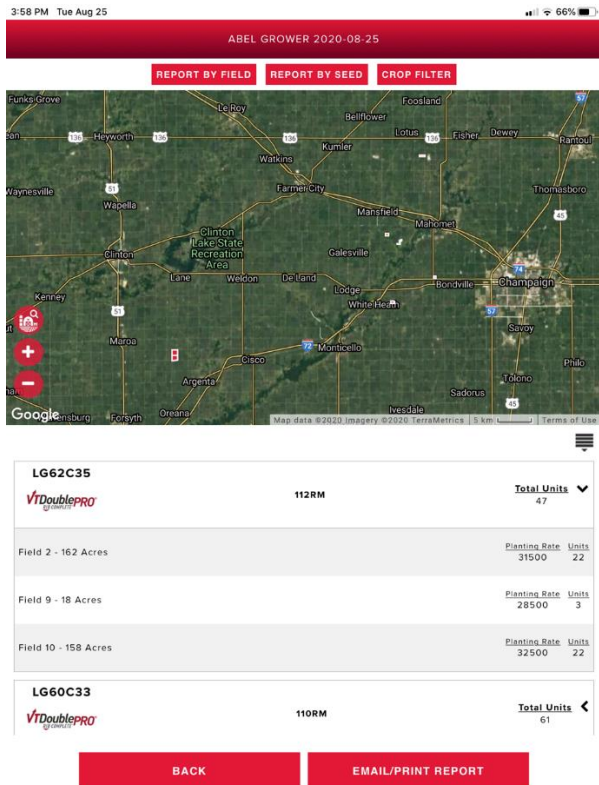 3:58 PM Tue Aug 25
66%
ABEL GROWER 2020-08-25
REPORT BY FIELD REPORT BY SEED CROP FILTER
Funks Grove
Le Roy
Foosland
57
Bellflower
136
Heyworth
136
136
Lotus
136
Fisher
Dewey
Rantoul
Kumler
Watkins
Waynesville
51
Farmer City
Thomasboro
Wapella
Mansfield
45
Mahomet
Clinton
Lake State
Recreation
Area
Clinton
Galesville
74
Lane
Weldon
De Land
Bondville
Champaign
Kenney
Lodge
White Heath
51
57
Savoy
Maroa
72
Monticello
Cisco
Philo
Argenta
Tolono
Sadorus
Oreana
Ivesdale
45
Google
ensburg
Forsyth
Map data ©2020 Imagery ©2020 TerraMetrics 5 km Terms of Use
LG62C35
VTDoublePRO
RIB COMPLETE
112RM
Total Units
47
Field 2 - 162 Acres
Planting Rate Units
31500 22
Field 9 - 18 Acres
Planting Rate Units
28500 3
Field 10 - 158 Acres
Planting Rate Units
32500 22
LG60C33
VTDoublePRO
RIB COMPLETE
110RM
Total Units
61
BACK EMAIL/PRINT REPORT